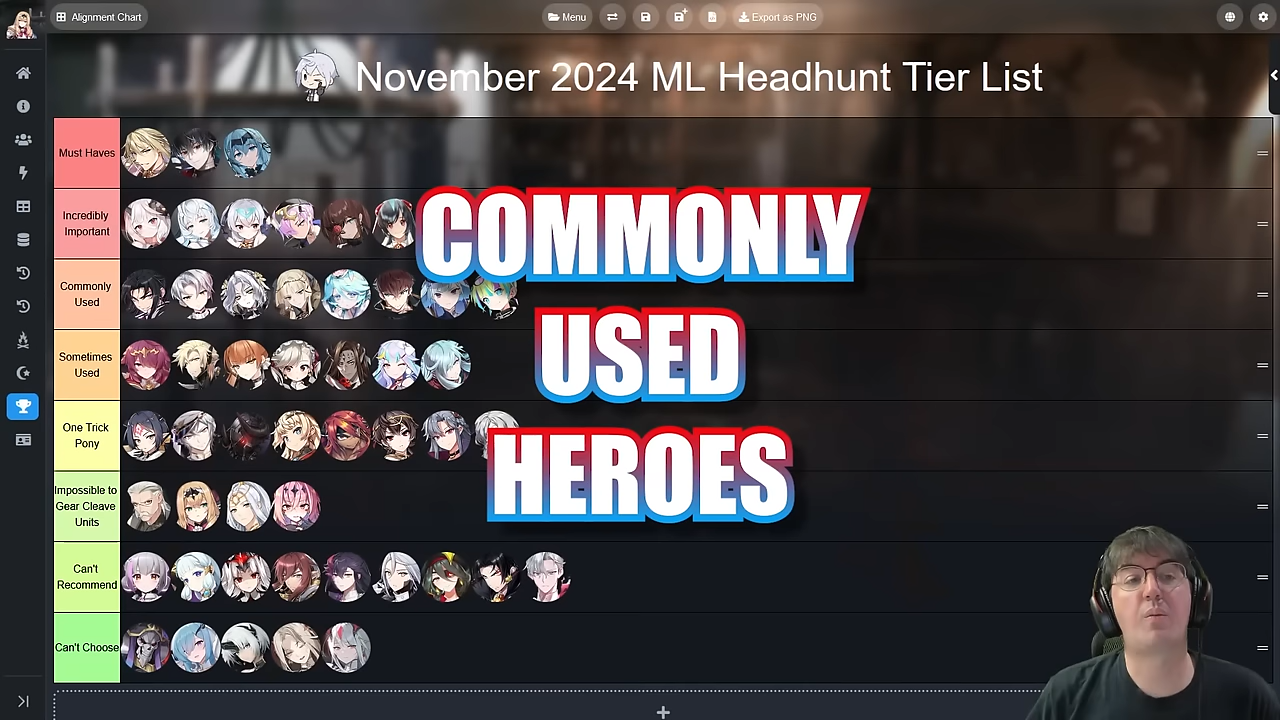 Alignment Chart
Menu
Export as PNG
November 2024 ML Headhunt Tier List
Must Haves
Incredibly
Important
Commonly
Used
Sometimes
Used
One Trick
Pony
Impossible to
Gear Cleave
Units
Can't
Recommend
Can't Choose
COMMONLY
USED
HEROES